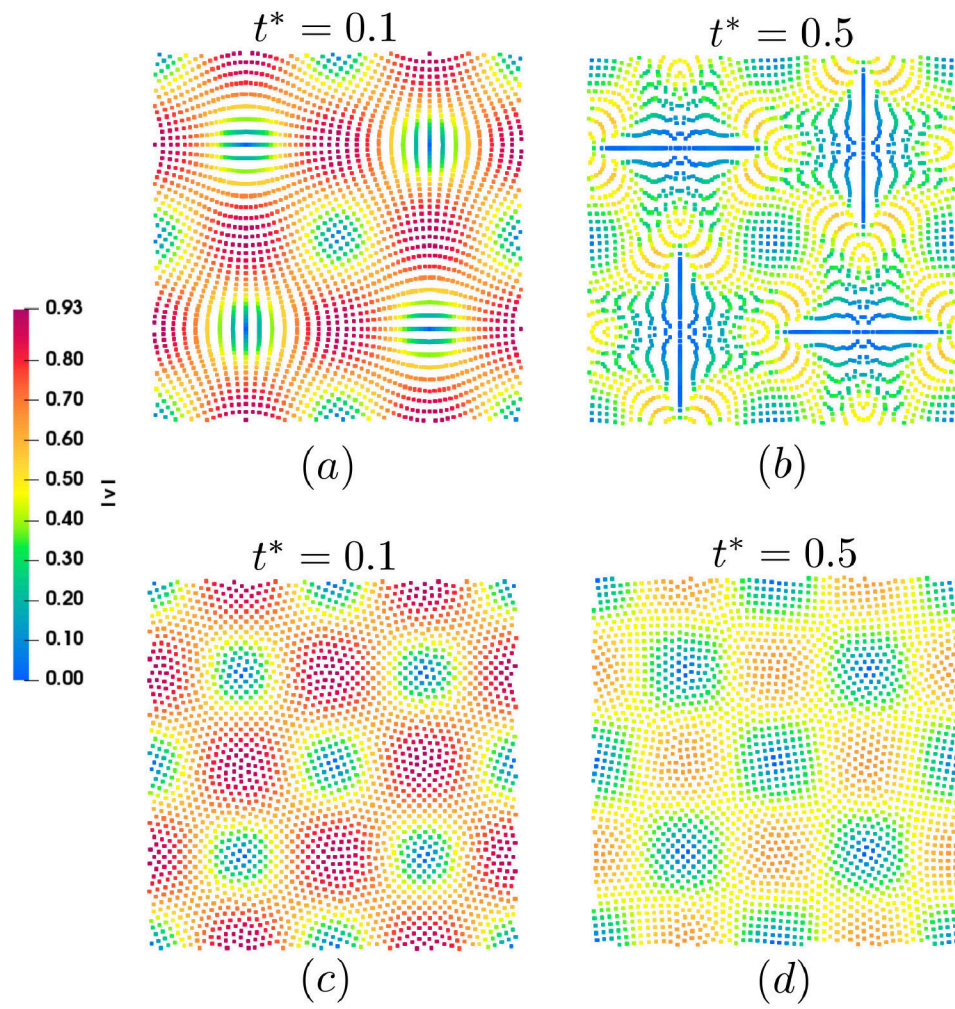 t* = 0.1
t* = 0.5
(a)
(b)
0.93
0.80
0.70
0.60
0.50
0.40
0.30
0.20
0.10
0.00
|v|
t* = 0.1
t* = 0.5
(c)
(d)